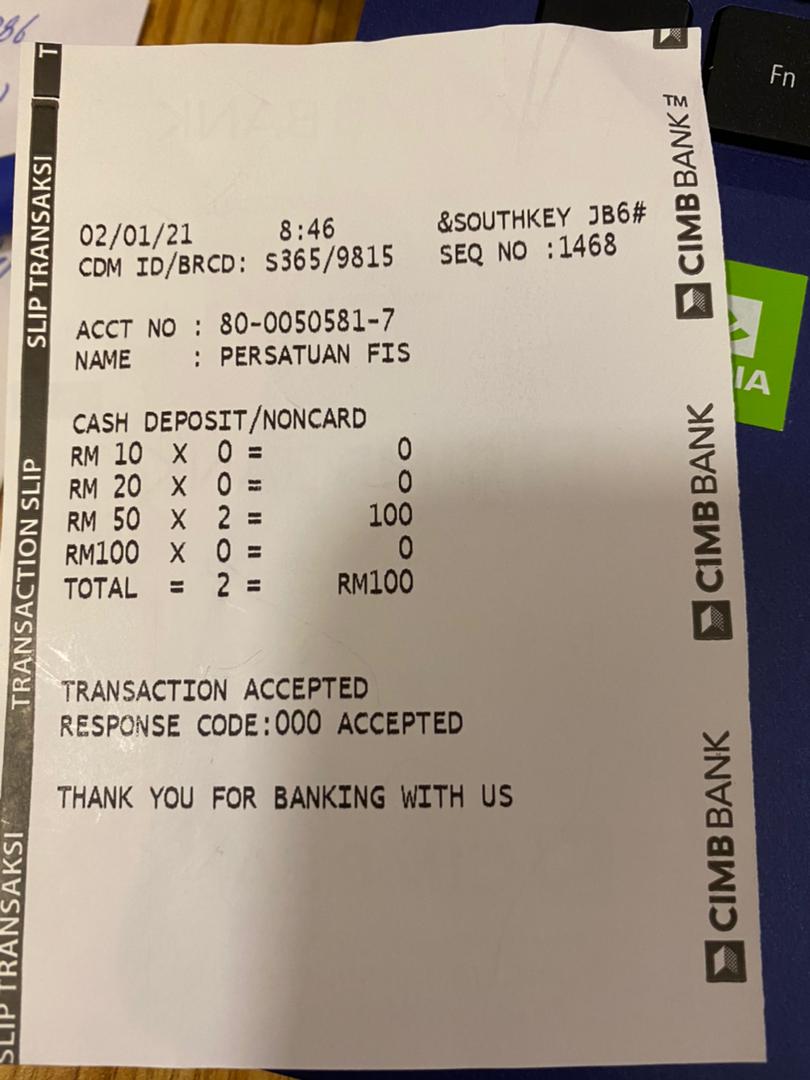 02/01/21 8:46 &SOUTHKEY JB6#
CDM ID/BRCD: S365/9815 SEQ NO :1468
ACCT NO : 80-0050581-7
NAME : PERSATUAN FIS
CASH DEPOSIT/NONCARD
RM 10 X 0 = 0
RM 20 X 0 = 0
RM 50 X 2 = 100
RM100 X 0 = 0
TOTAL = 2 = RM100
TRANSACTION ACCEPTED
RESPONSE CODE:000 ACCEPTED
THANK YOU FOR BANKING WITH US
T
SLIP TRANSAKSI
TRANSACTION SLIP
SLIP TRANSAKSI
CIMB BANK™
CIMB BANK
CIMB BANK
Fn